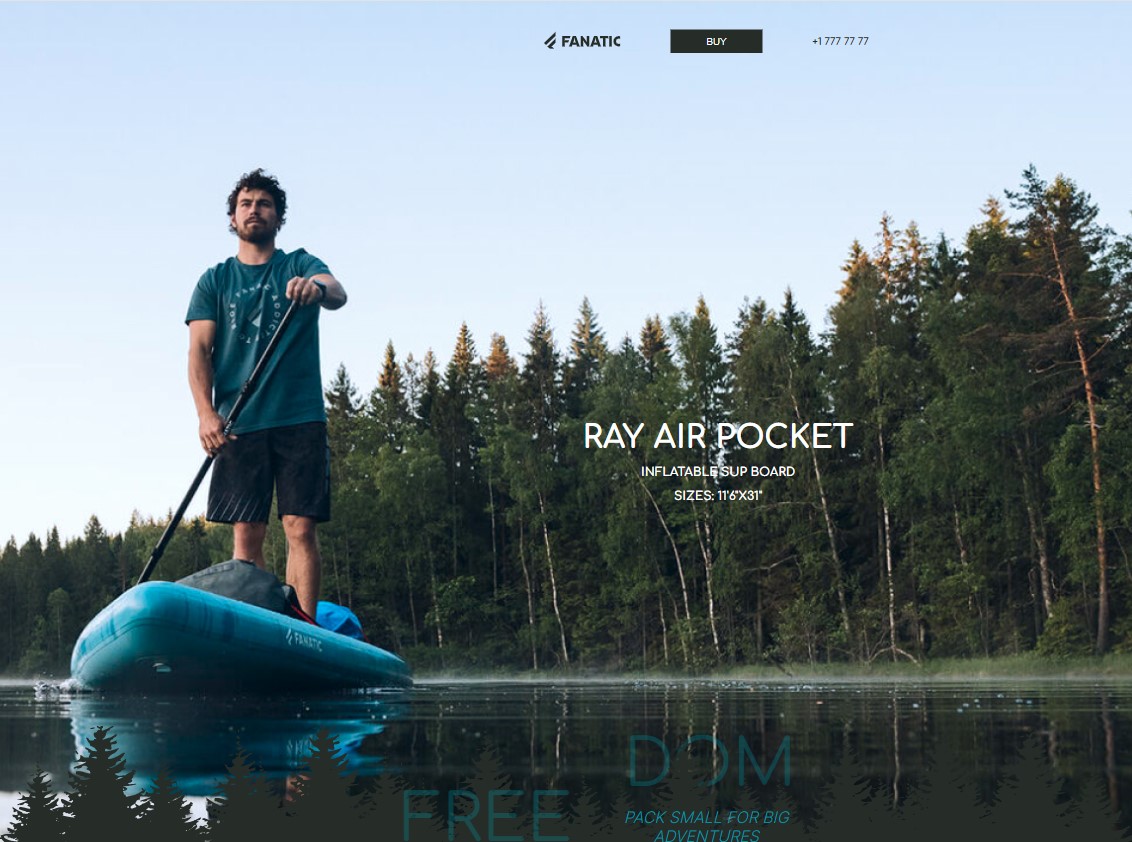 FANATIC
BUY
+1 777 77 77
RAY AIR POCKET
INFLATABLE SUP BOARD
SIZES: 11'6"X31"
FANATIC
DOM
FREE
PACK SMALL FOR BIG
ADVENTURES